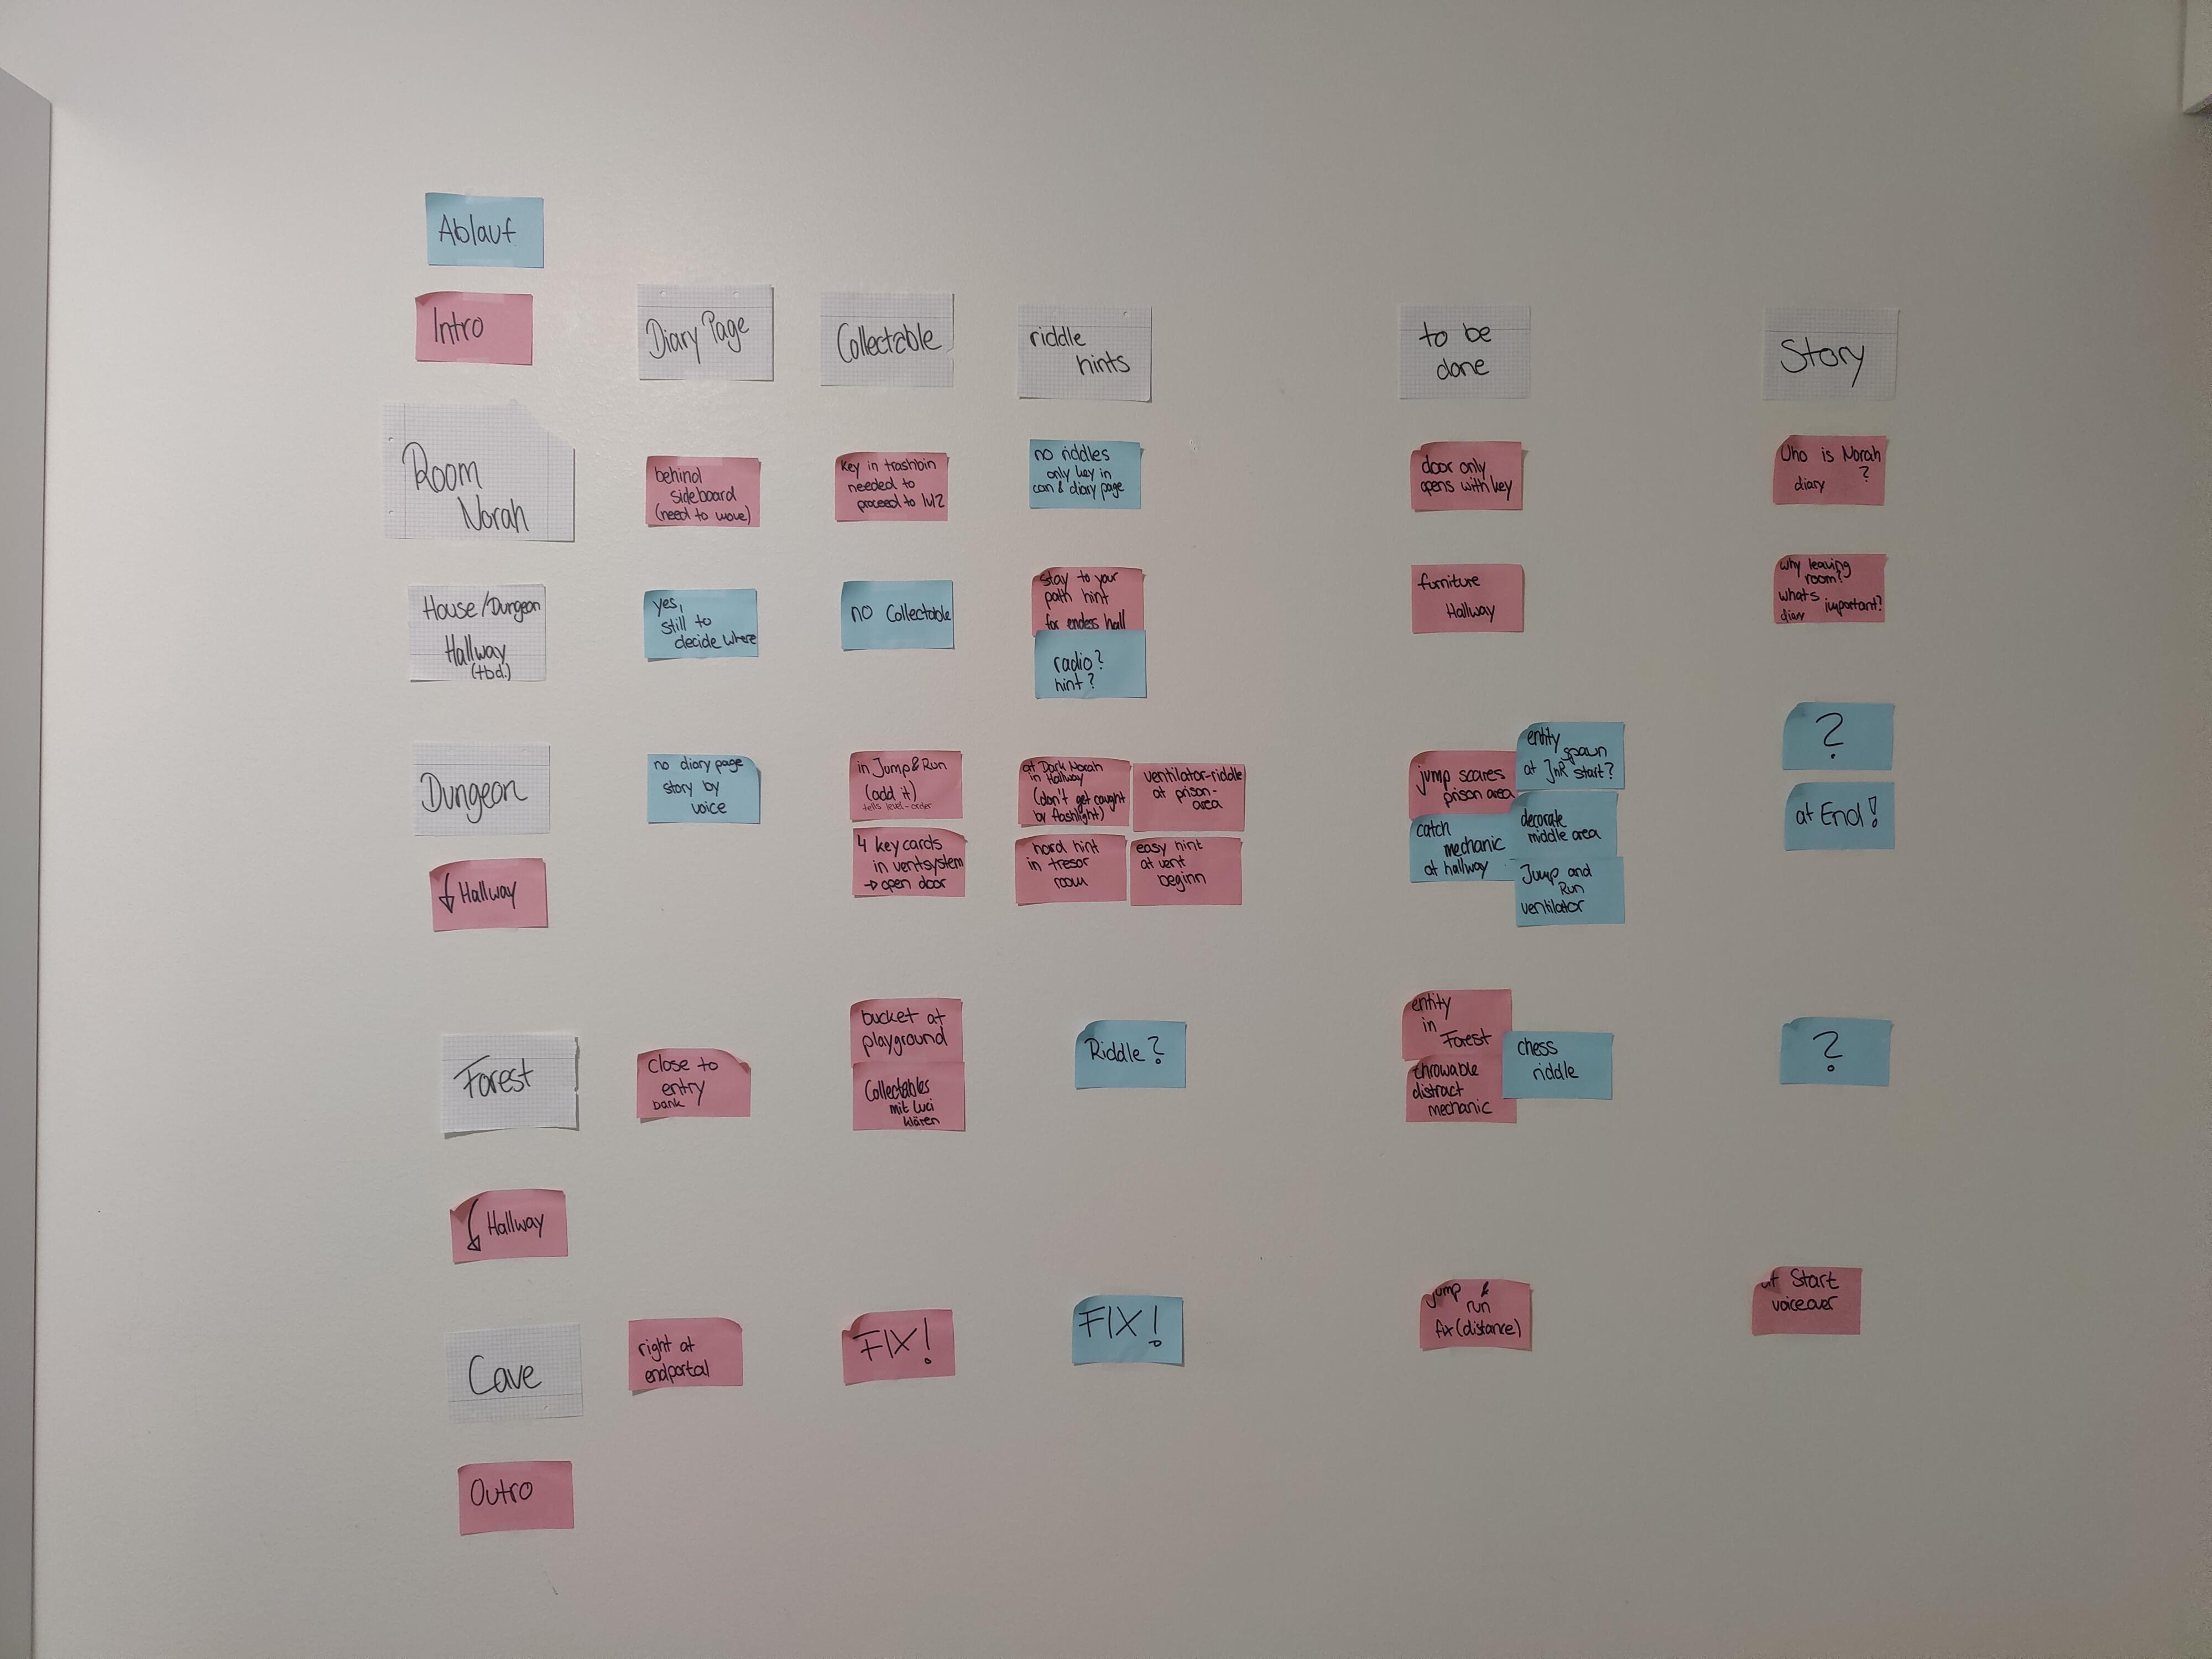 Ablauf
Intro
Diary Page
Collectable
riddle
hints
to be
done
Story
Room
Norah
behind
sideboard
(need to move)
key in trashbin
needed to
proceed to lvl2
no riddles
only key in
can & diary page
door only
opens with key
Who is Norah
?
diary
House/Dungeon
Hallway
(tbd.)
yes,
still to
decide where
no Collectable
stay to your
path hint
for endess hall
radio?
hint?
furniture
Hallway
why leaving
room?
whats
important?
diary
Dungeon
no diary page
story by
voice
in Jump&Run
(add it)
tells level-order
4 key cards
in ventsystem
→ open door
at Dark Norah
in Hallway
(don't get caught
by flashlight)
ventilator-riddle
at prison-
area
hard hint
in tresor
room
easy hint
at vent
beginn
jump scares
prison area
entity
spawn
at JnR start?
catch
mechanic
at hallway
decorate
middle area
Jump and
Run
ventilator
?
at End!
↓ Hallway
Forest
close to
entry
bank
bucket at
playground
Collectables
mit Luci
klären
Riddle?
entity
in
Forest
throwable
distract
mechanic
chess
riddle
?
↓ Hallway
Cave
right at
endportal
FIX!
FIX!
jump &
run
fix (distance)
at Start
voiceover
Outro